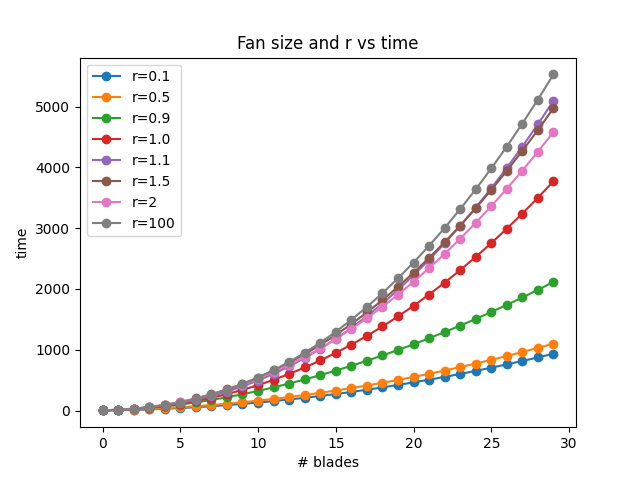 Fan size and r vs time
r=0.1
r=0.5
r=0.9
r=1.0
r=1.1
r=1.5
r=2
r=100
time
5000
4000
3000
2000
1000
0
0 5 10 15 20 25 30
# blades